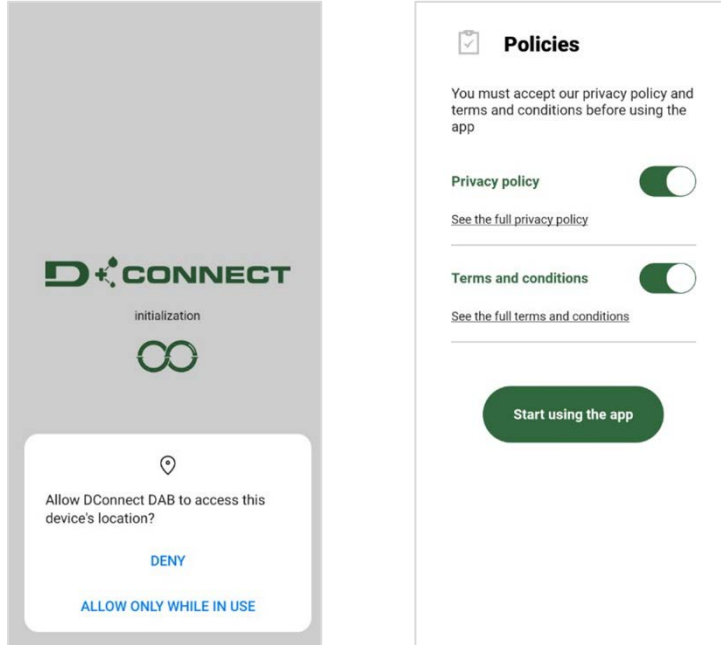 D+CONNECT
initialization
Allow DConnect DAB to access this
device's location?
DENY
ALLOW ONLY WHILE IN USE
Policies
You must accept our privacy policy and
terms and conditions before using the
app
Privacy policy
See the full privacy policy
Terms and conditions
See the full terms and conditions
Start using the app